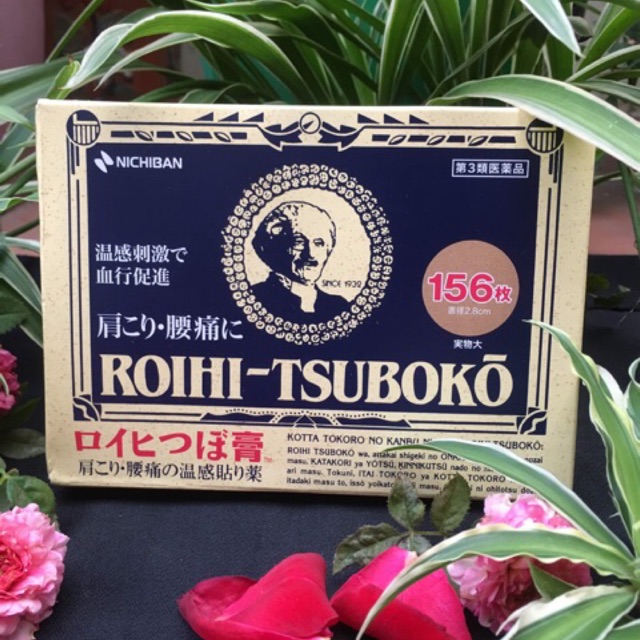 NICHIBAN
第3類医薬品
温感刺激で
血行促進
SINCE 1932
156枚
直径2.8cm
実物大
肩こり・腰痛に
ROIHI-TSUBOKŌ
ロイヒつぼ膏
肩こり・腰痛の温感貼り薬
KOTTA TOKORO NO KANBU
ROIHI TSUBOKO wa, attakai shigeki no
masu. KATAKORI ya YŌTSŪ, KINNIKUTSŪ nado no
ari masu. Tokuni, ITAI TOKORO ya KOTTA TOKORO
itadaki masu to, issō yoikata